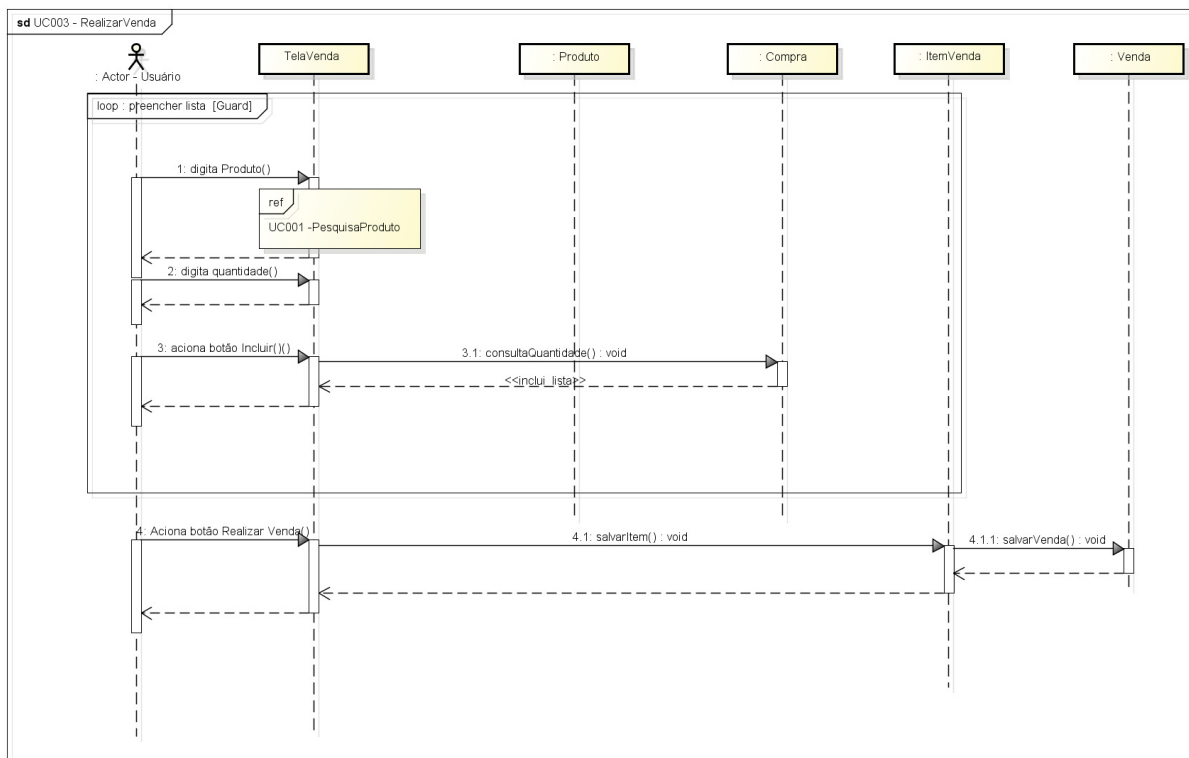 sd UC003 - RealizarVenda
: Actor - Usuário
TelaVenda
: Produto
: Compra
: ItemVenda
: Venda
loop : preencher lista [Guard]
1: digita Produto()
ref
UC001 -PesquisaProduto
2: digita quantidade()
3: aciona botão Incluir()()
3.1: consultaQuantidade() : void
<<inclui_lista>>
4: Aciona botão Realizar Venda()
4.1: salvarItem() : void
4.1.1: salvarVenda() : void